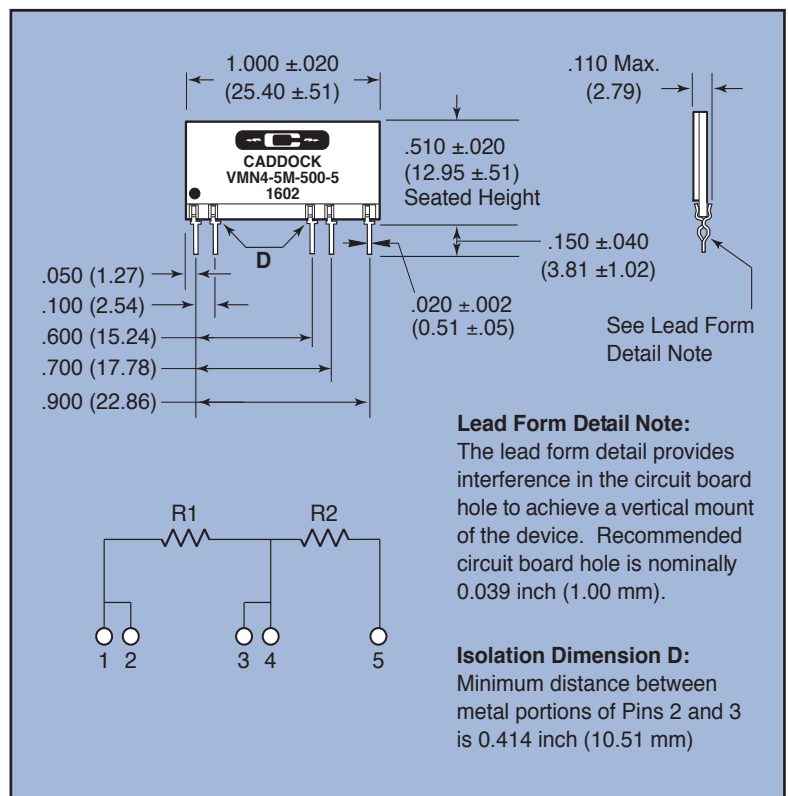 1.000 ±.020
(25.40 ±.51)
.110 Max.
(2.79)
CADDOCK
VMN4-5M-500-5
1602
.510 ±.020
(12.95 ±.51)
Seated Height
D
.150 ±.040
(3.81 ±1.02)
.050 (1.27)
.100 (2.54)
.600 (15.24)
.700 (17.78)
.900 (22.86)
.020 ±.002
(0.51 ±.05)
See Lead Form
Detail Note
Lead Form Detail Note:
The lead form detail provides
interference in the circuit board
hole to achieve a vertical mount
of the device. Recommended
circuit board hole is nominally
0.039 inch (1.00 mm).
R1 R2
1 2 3 4 5
Isolation Dimension D:
Minimum distance between
metal portions of Pins 2 and 3
is 0.414 inch (10.51 mm)